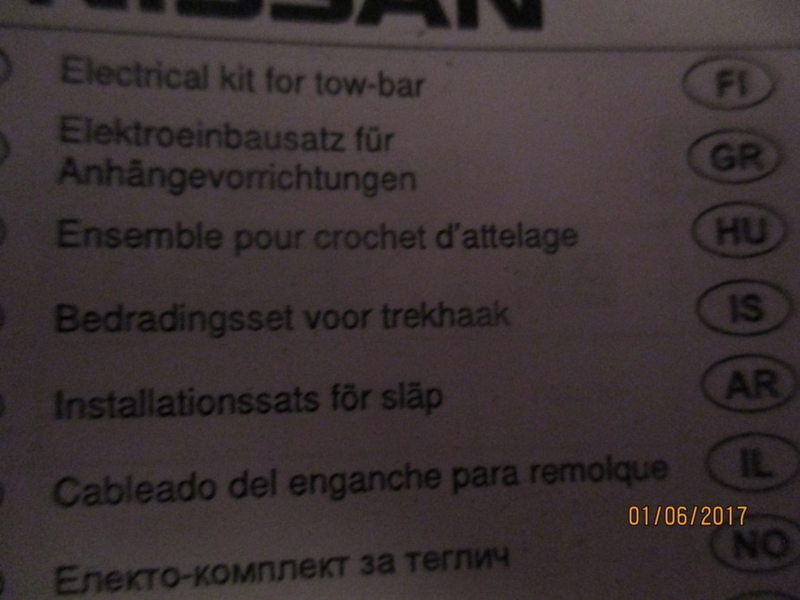 NISSAN
Electrical kit for tow-bar
FI
Elektroeinbausatz für
Anhängevorrichtungen
GR
Ensemble pour crochet d'attelage
HU
Bedradingsset voor trekhaak
IS
Installationssats för släp
AR
Cableado del enganche para remolque
IL
01/06/2017
Електо-комплект за теглич
NO